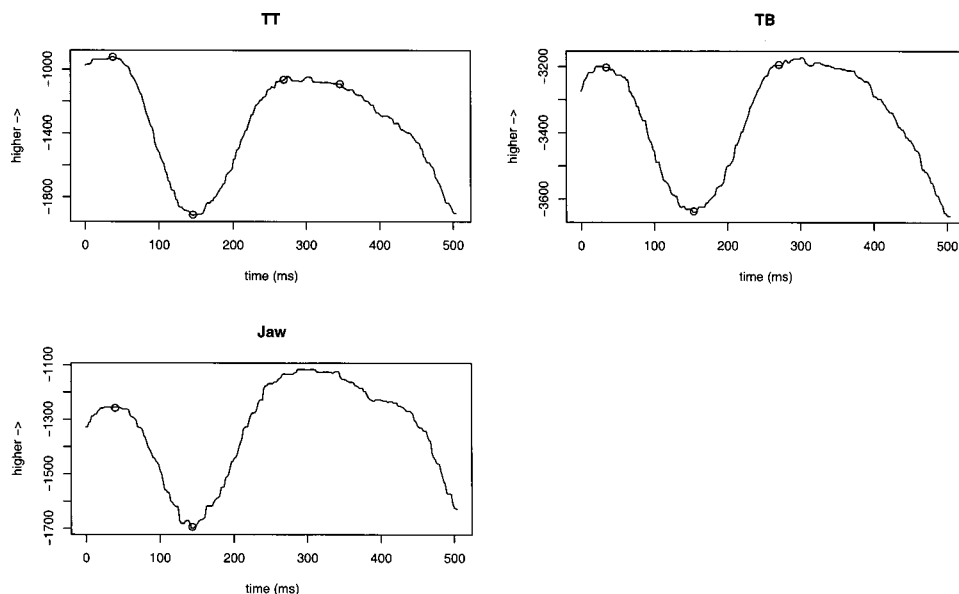 TT
higher -->
-1000
-1400
-1800
0 100 200 300 400 500
time (ms)
TB
higher -->
-3200
-3400
-3600
0 100 200 300 400 500
time (ms)
Jaw
higher -->
-1100
-1300
-1500
-1700
0 100 200 300 400 500
time (ms)